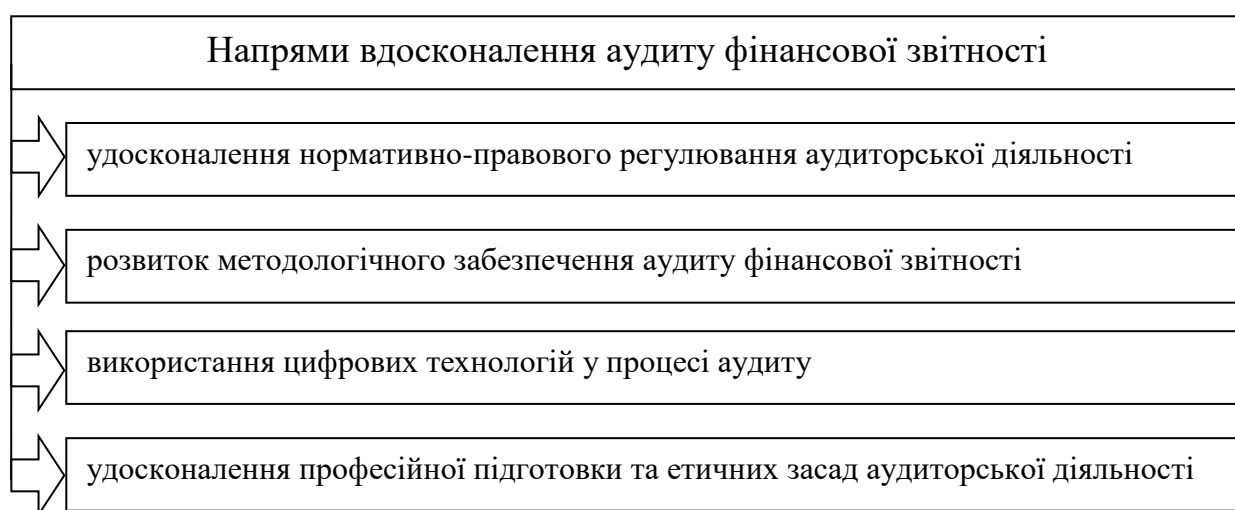 Напрями вдосконалення аудиту фінансової звітності
удосконалення нормативно-правового регулювання аудиторської діяльності
розвиток методологічного забезпечення аудиту фінансової звітності
використання цифрових технологій у процесі аудиту
удосконалення професійної підготовки та етичних засад аудиторської діяльності